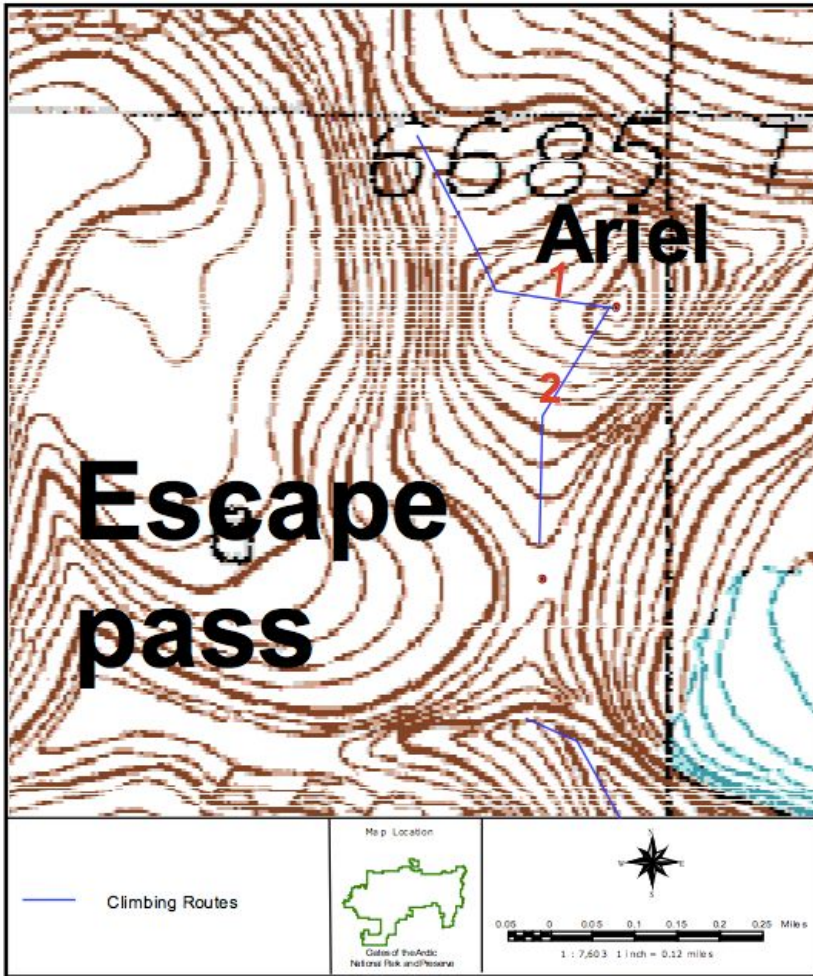 6685
Ariel
1
2
Escape
pass
Climbing Routes
Map Location
Gates of the Arctic
National Park and Preserve
N
W
E
S
0.05 0 0.05 0.1 0.15 0.2 0.25 Miles
1 : 7,603 1 inch = 0.12 miles